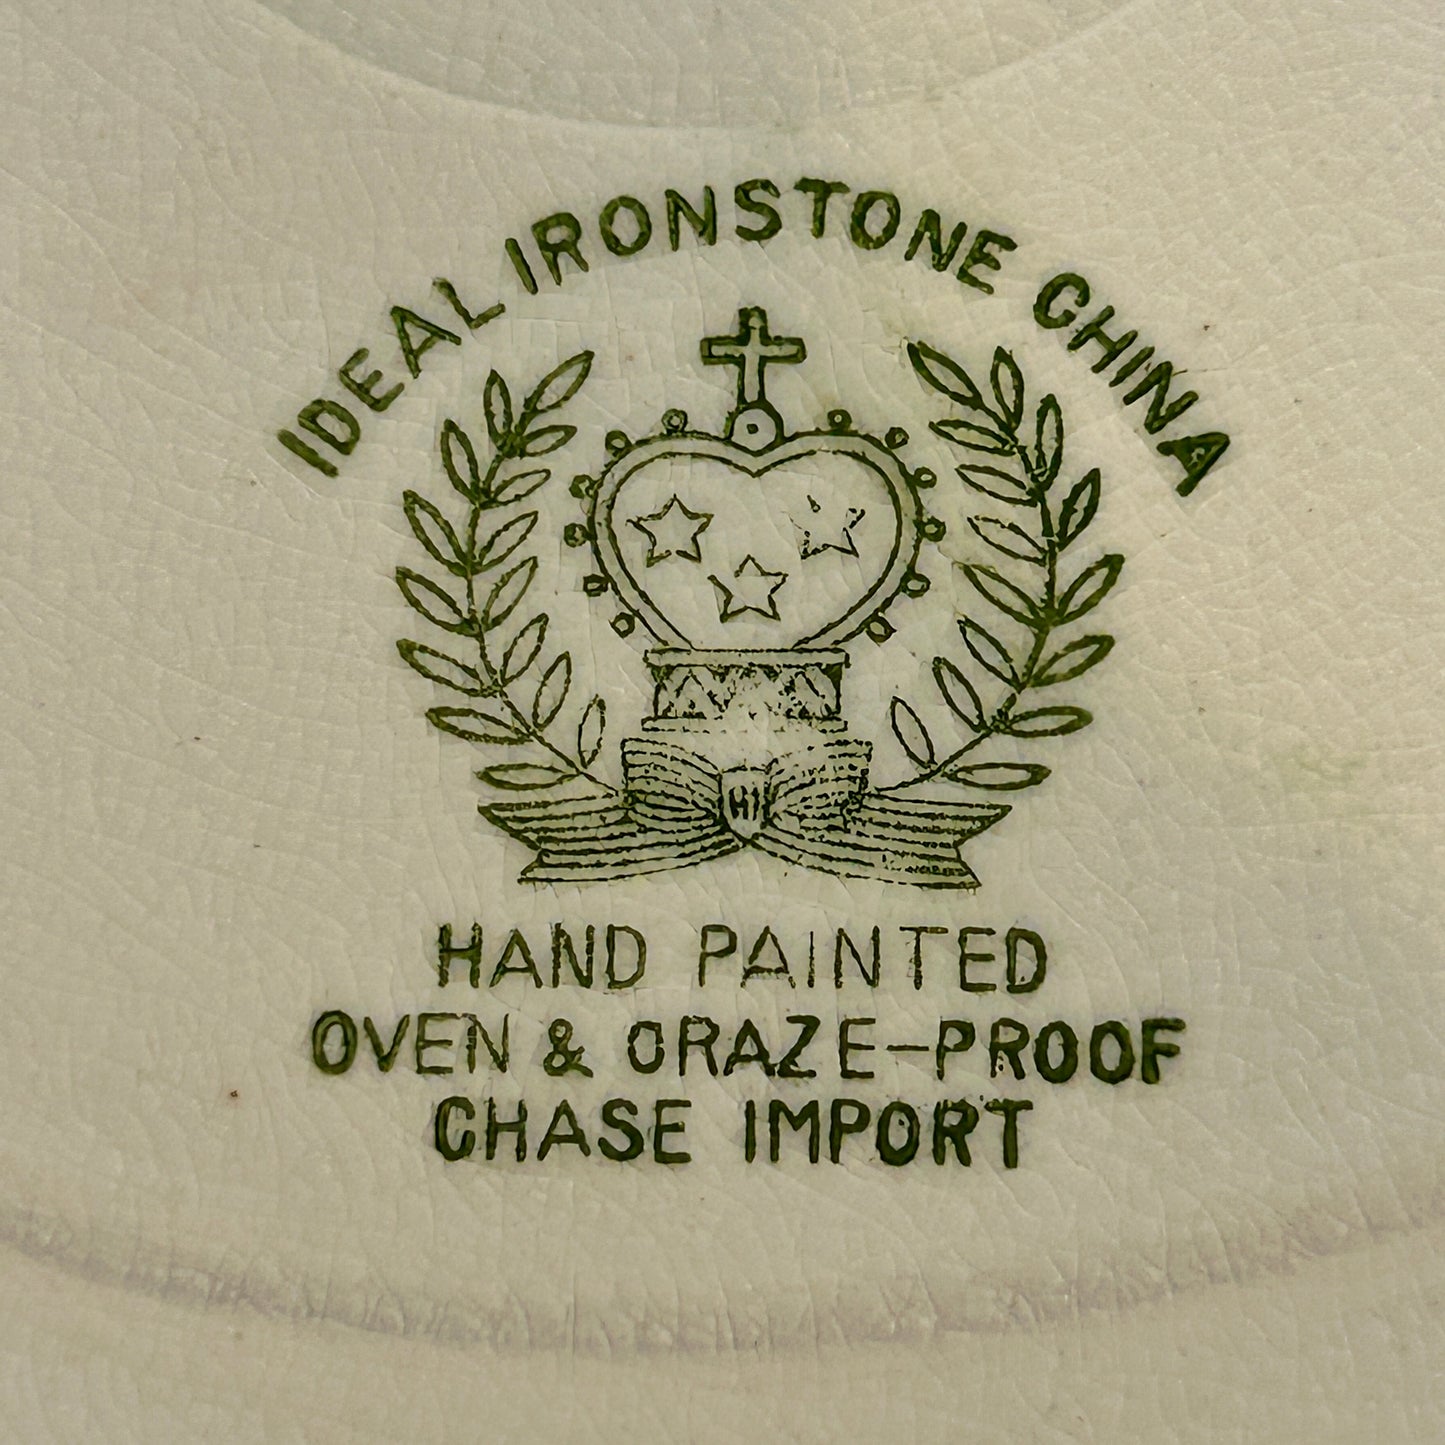 IDEAL IRONSTONE CHINA
HI
HAND PAINTED
OVEN & CRAZE-PROOF
CHASE IMPORT